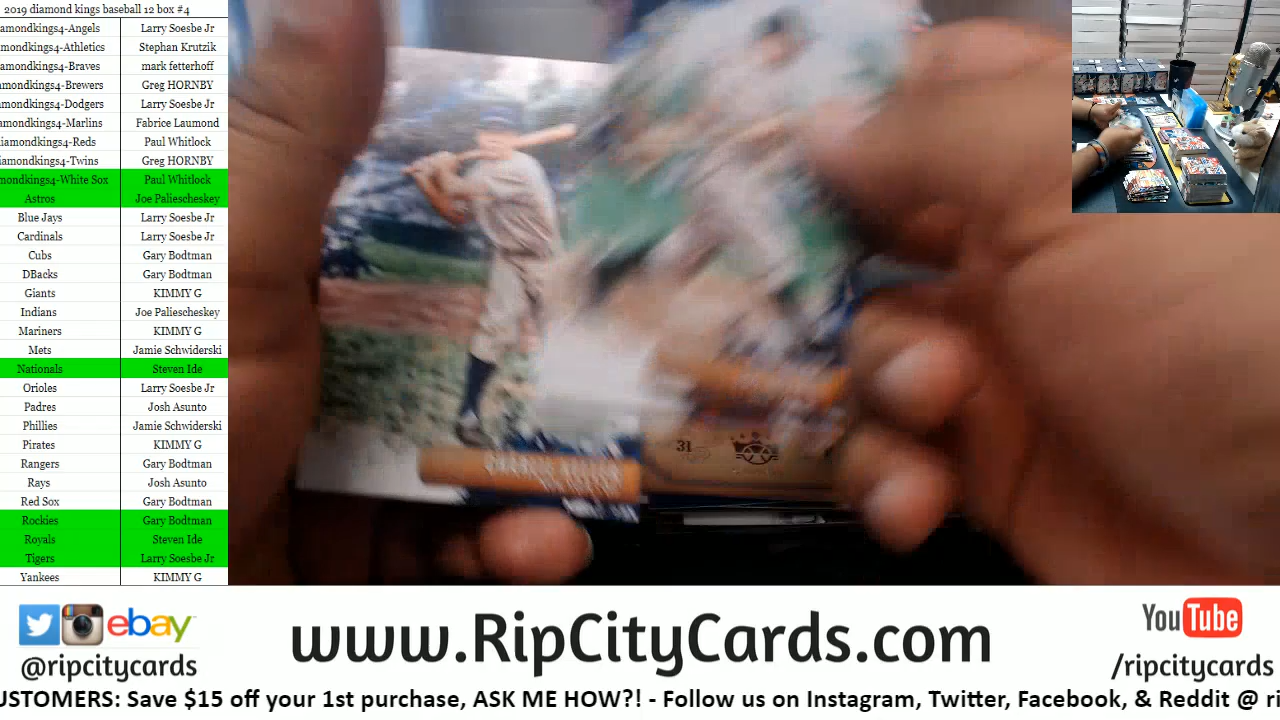 2019 diamond kings baseball 12 box #4
amondkings4-Angels Larry Soesbe Jr
mondkings4-Athletics Stephan Krutzik
amondkings4-Braves mark fetterhoff
amondkings4-Brewers Greg HORNBY
amondkings4-Dodgers Larry Soesbe Jr
amondkings4-Marlins Fabrice Laumond
iamondkings4-Reds Paul Whitlock
iamondkings4-Twins Greg HORNBY
mondkings4-White Sox Paul Whitlock
Astros Joe Paliescheskey
Blue Jays Larry Soesbe Jr
Cardinals Larry Soesbe Jr
Cubs Gary Bodtman
DBacks Gary Bodtman
Giants KIMMY G
Indians Joe Paliescheskey
Mariners KIMMY G
Mets Jamie Schwiderski
Nationals Steven Ide
Orioles Larry Soesbe Jr
Padres Josh Asunto
Phillies Jamie Schwiderski
Pirates KIMMY G
Rangers Gary Bodtman
Rays Josh Asunto
Red Sox Gary Bodtman
Rockies Gary Bodtman
Royals Steven Ide
Tigers Larry Soesbe Jr
Yankees KIMMY G
31
ebay
@ripcitycards
www.RipCityCards.com
YouTube
/ripcitycards
USTOMERS: Save $15 off your 1st purchase, ASK ME HOW?! - Follow us on Instagram, Twitter, Facebook, & Reddit @ ri